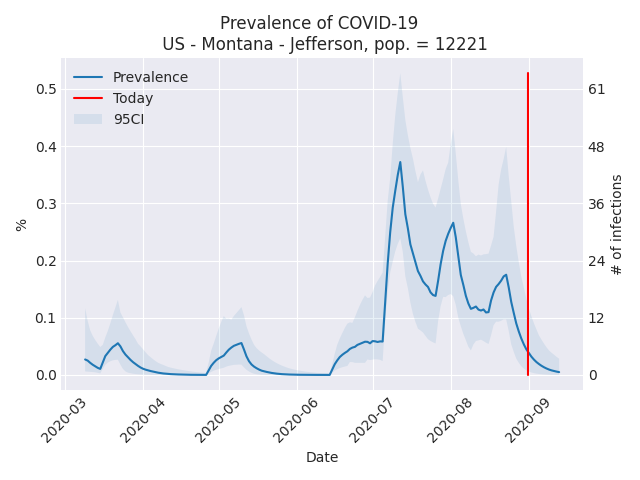 Prevalence of COVID-19
US - Montana - Jefferson, pop. = 12221
Prevalence
Today
95CI
0.5
0.4
0.3
0.2
0.1
0.0
%
61
48
36
24
12
0
# of infections
2020-03
2020-04
2020-05
2020-06
2020-07
2020-08
2020-09
Date